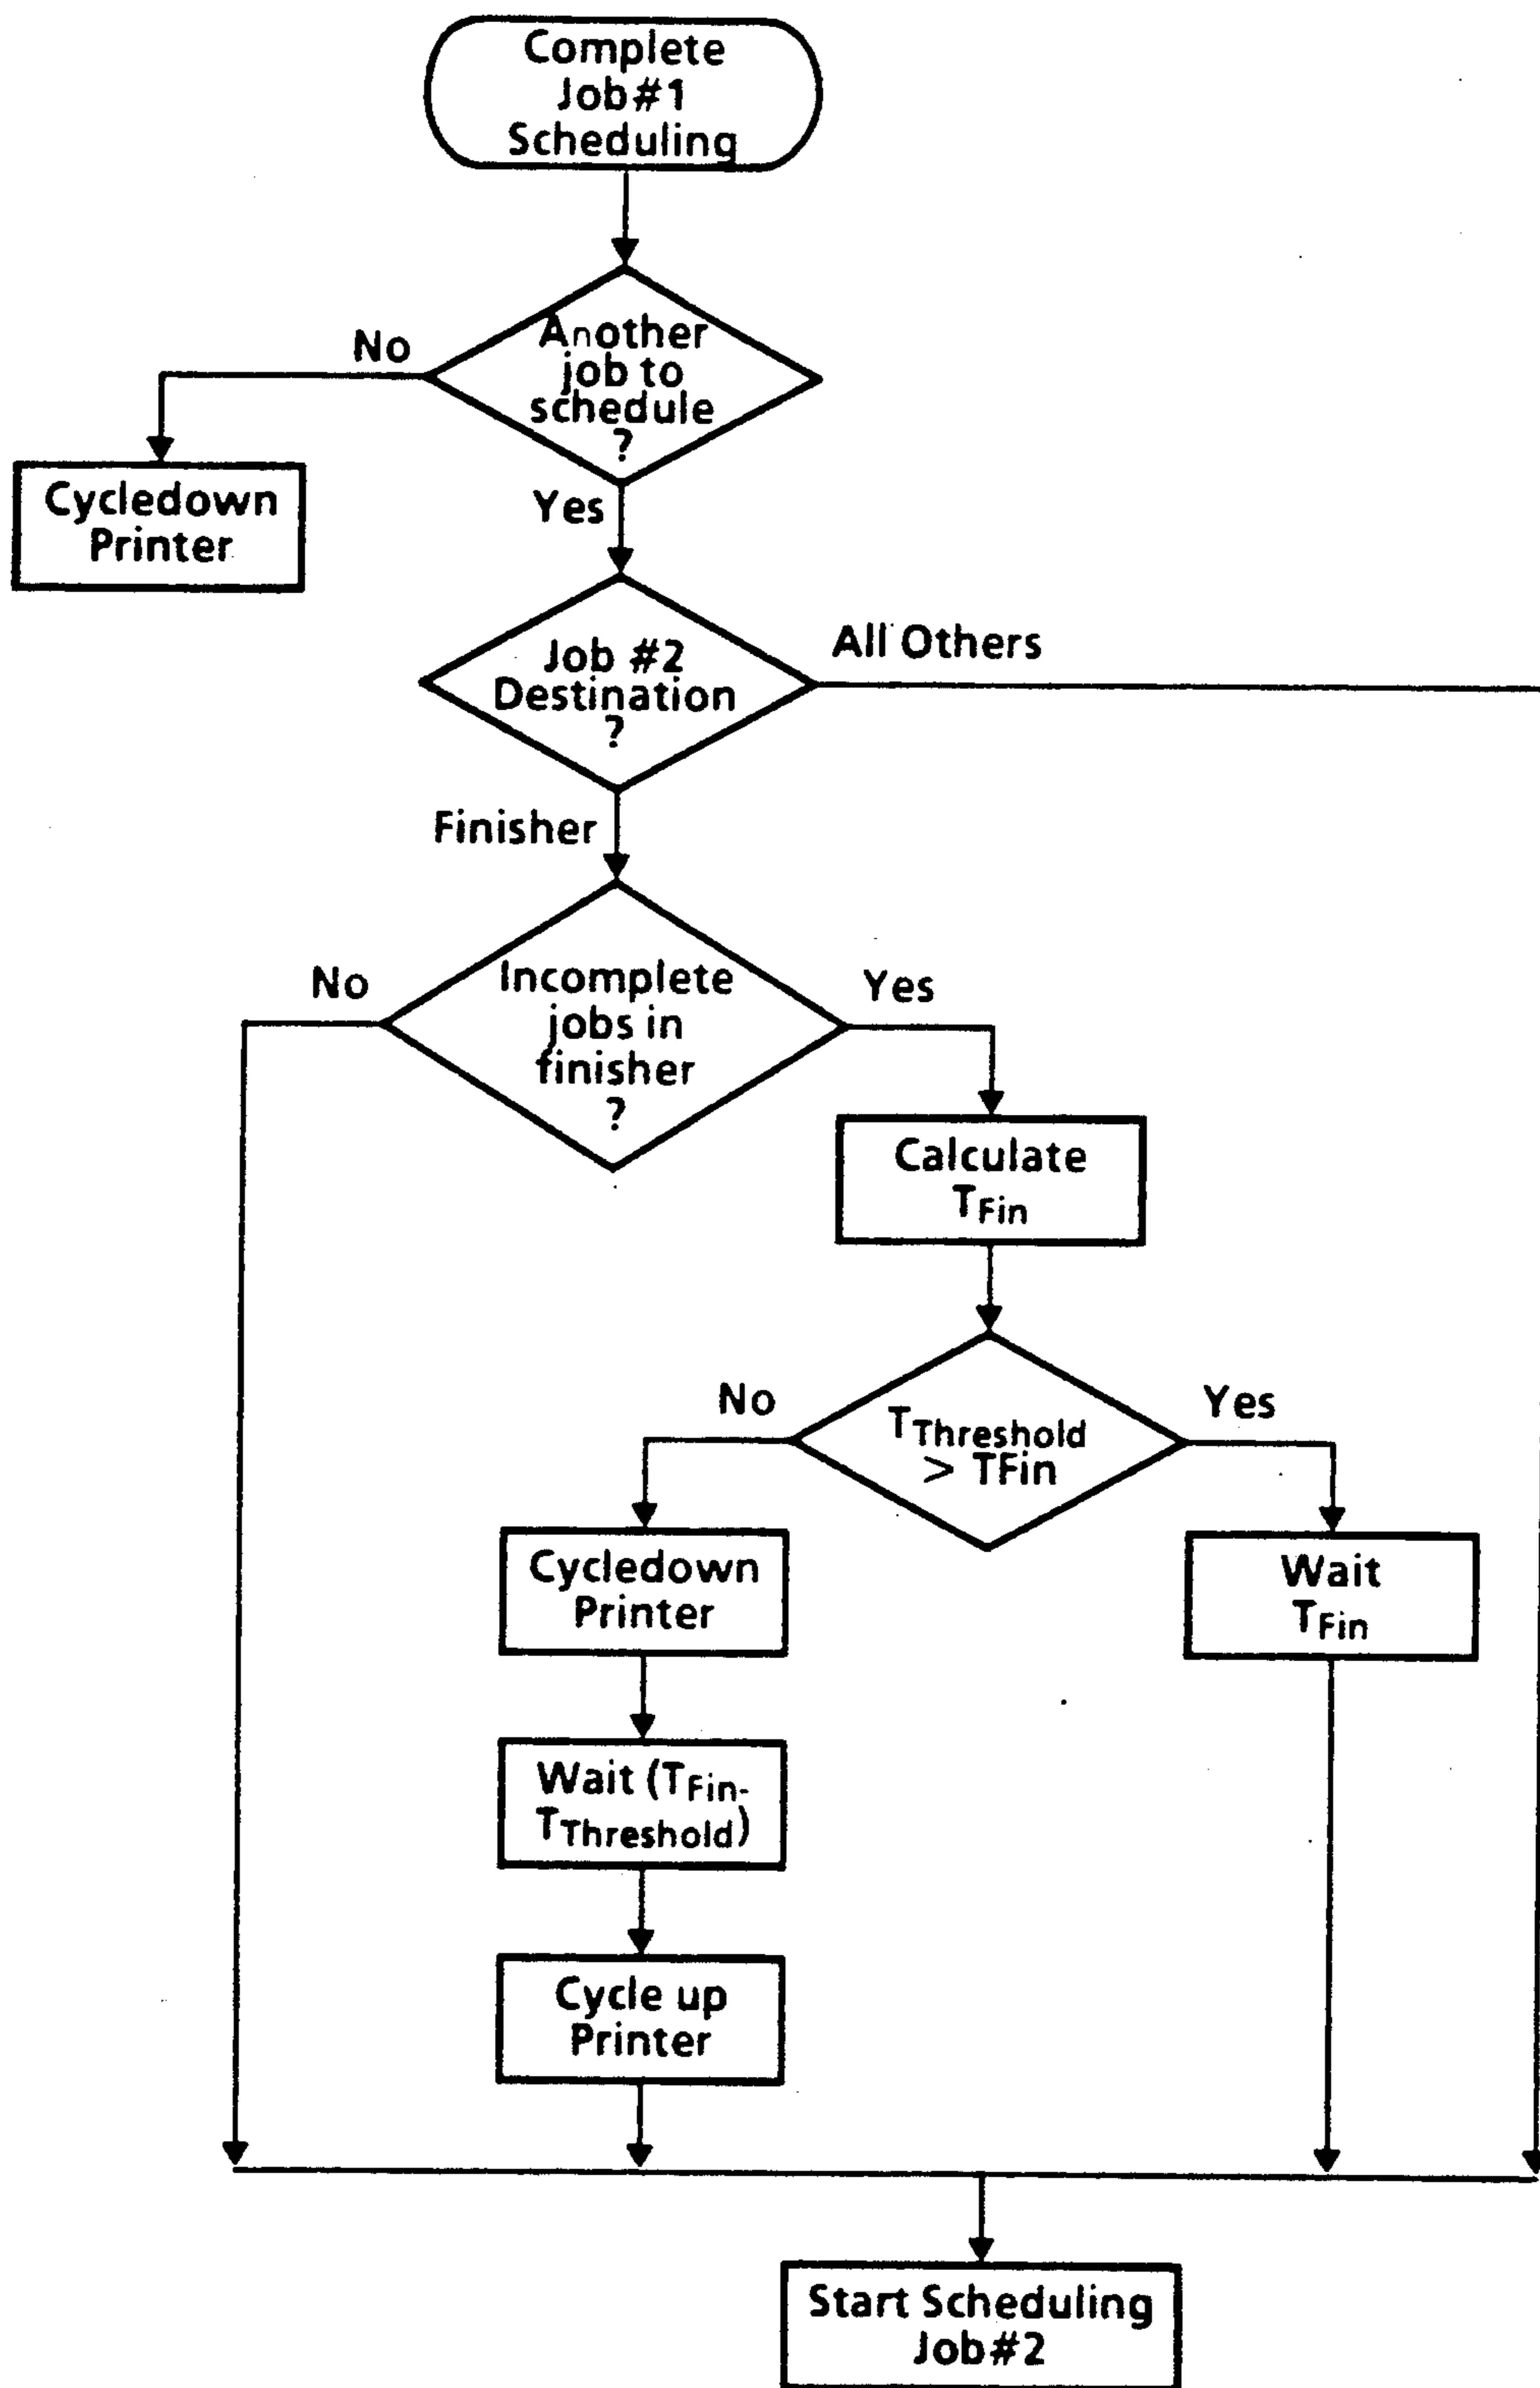 Complete
Job#1
Scheduling
Another
job to
schedule
?
No
Yes
Cycledown
Printer
Job #2
Destination
?
All Others
Finisher
Incomplete
jobs in
finisher
?
No
Yes
Calculate
TFin
TThreshold
> TFin
No
Yes
Cycledown
Printer
Wait
TFin
Wait (TFin-
TThreshold)
Cycle up
Printer
Start Scheduling
Job#2